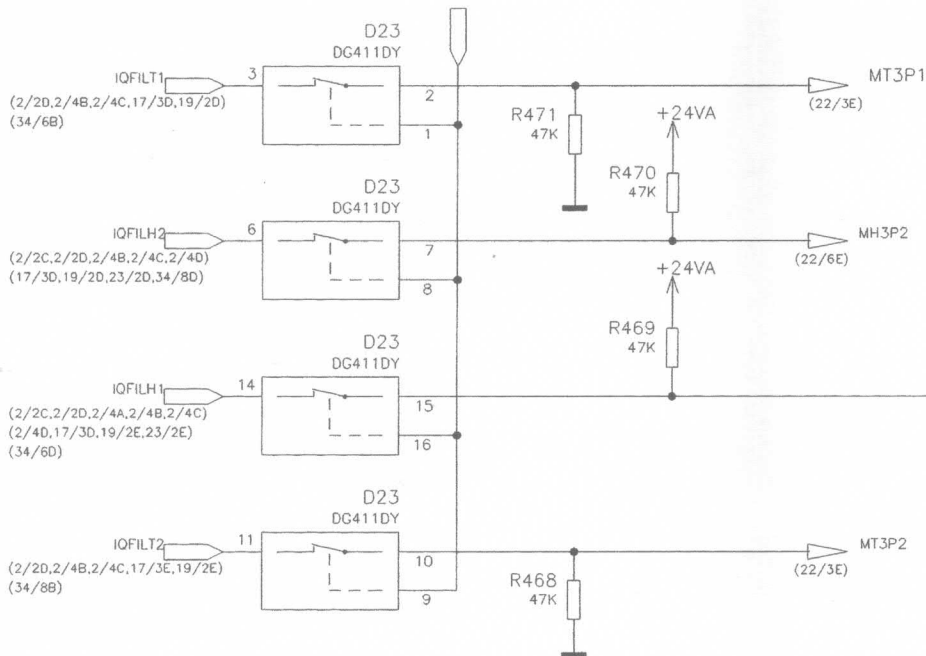 D23
DG411DY
IQFILT1
3
2
1
(2/2D,2/4B,2/4C,17/3D,19/2D)
(34/6B)
R471
47K
MT3P1
(22/3E)
+24VA
R470
47K
D23
DG411DY
IQFILH2
6
7
8
(2/2C,2/2D,2/4B,2/4C,2/4D)
(17/3D,19/2D,23/2D,34/8D)
MH3P2
(22/6E)
+24VA
R469
47K
D23
DG411DY
IQFILH1
14
15
16
(2/2C,2/2D,2/4A,2/4B,2/4C)
(2/4D,17/3D,19/2E,23/2E)
(34/6D)
D23
DG411DY
IQFILT2
11
10
9
(2/2D,2/4B,2/4C,17/3E,19/2E)
(34/8B)
R468
47K
MT3P2
(22/3E)